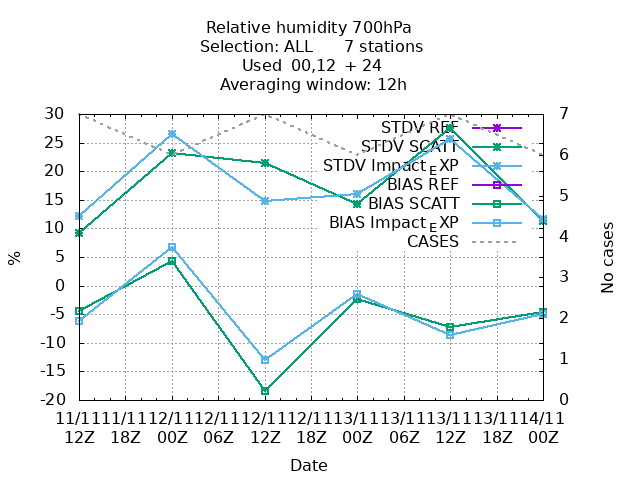 Relative humidity 700hPa
Selection: ALL 7 stations
Used 00,12 + 24
Averaging window: 12h
30
25
20
15
10
5
0
-5
-10
-15
-20
%
7
6
5
4
3
2
1
0
No cases
STDV REF
STDV SCATT
STDV Impact_EXP
BIAS REF
BIAS SCATT
BIAS Impact_EXP
CASES
11/11 11/11 12/11 12/11 12/11 12/11 13/11 13/11 13/11 13/11 14/11
12Z 18Z 00Z 06Z 12Z 18Z 00Z 06Z 12Z 18Z 00Z
Date